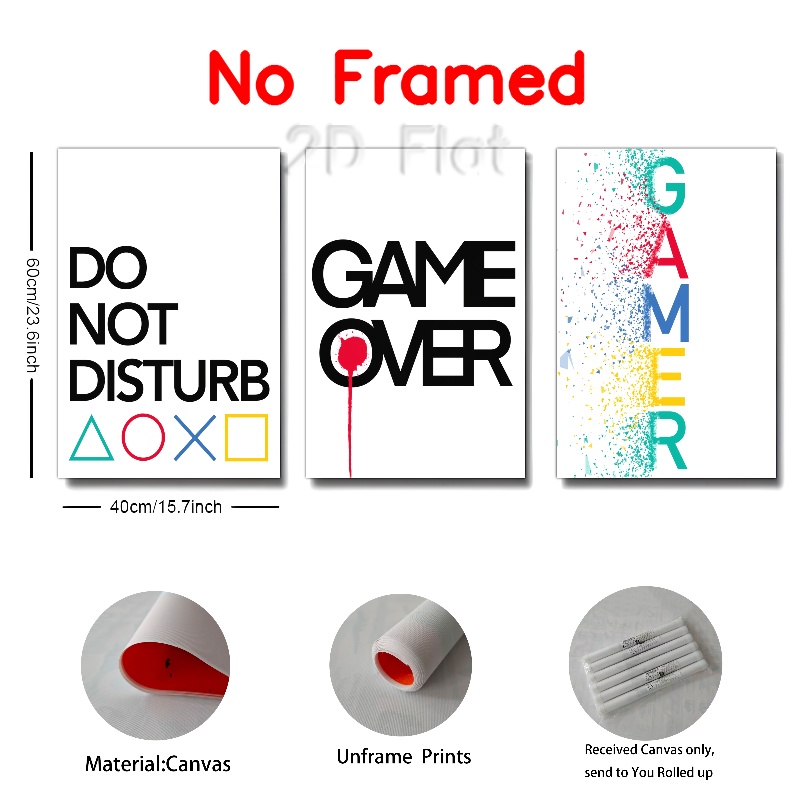 No Framed
2D Flat
DO
NOT
DISTURB
GAME
OVER
GAMER
60cm/23.6inch
40cm/15.7inch
Material:Canvas
Unframe Prints
Received Canvas only,
send to You Rolled up